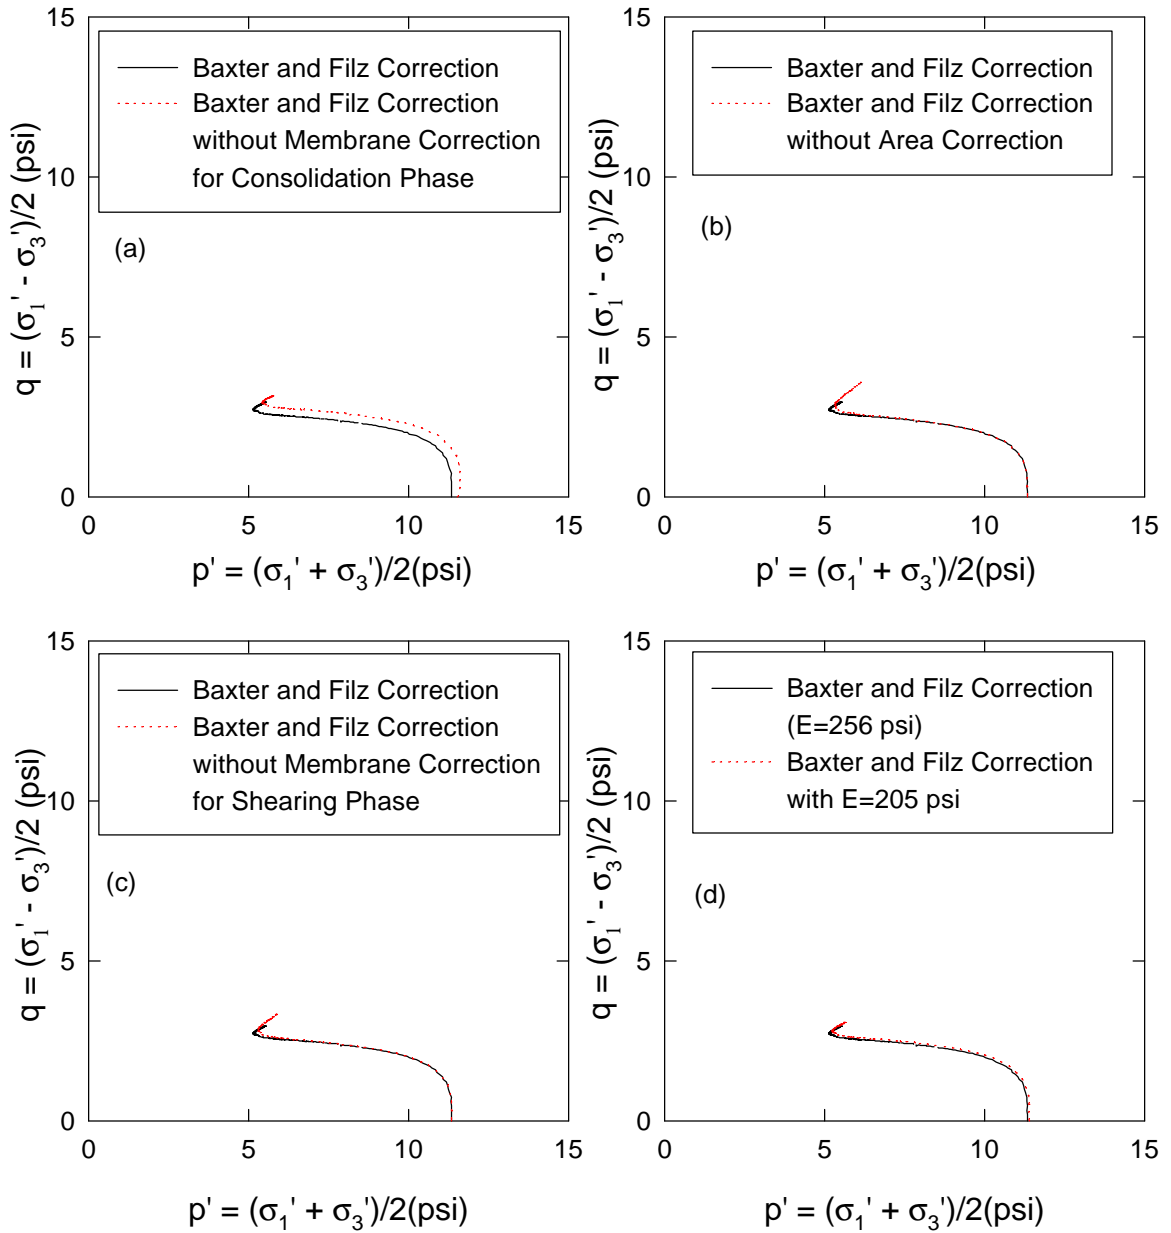 15
10
5
0
0 5 10 15
q = (σ1' - σ3')/2 (psi)
p' = (σ1' + σ3')/2(psi)
Baxter and Filz Correction
Baxter and Filz Correction
without Membrane Correction
for Consolidation Phase
(a)
15
10
5
0
0 5 10 15
q = (σ1' - σ3')/2 (psi)
p' = (σ1' + σ3')/2(psi)
Baxter and Filz Correction
Baxter and Filz Correction
without Area Correction
(b)
15
10
5
0
0 5 10 15
q = (σ1' - σ3')/2 (psi)
p' = (σ1' + σ3')/2(psi)
Baxter and Filz Correction
Baxter and Filz Correction
without Membrane Correction
for Shearing Phase
(c)
15
10
5
0
0 5 10 15
q = (σ1' - σ3')/2 (psi)
p' = (σ1' + σ3')/2(psi)
Baxter and Filz Correction
(E=256 psi)
Baxter and Filz Correction
with E=205 psi
(d)